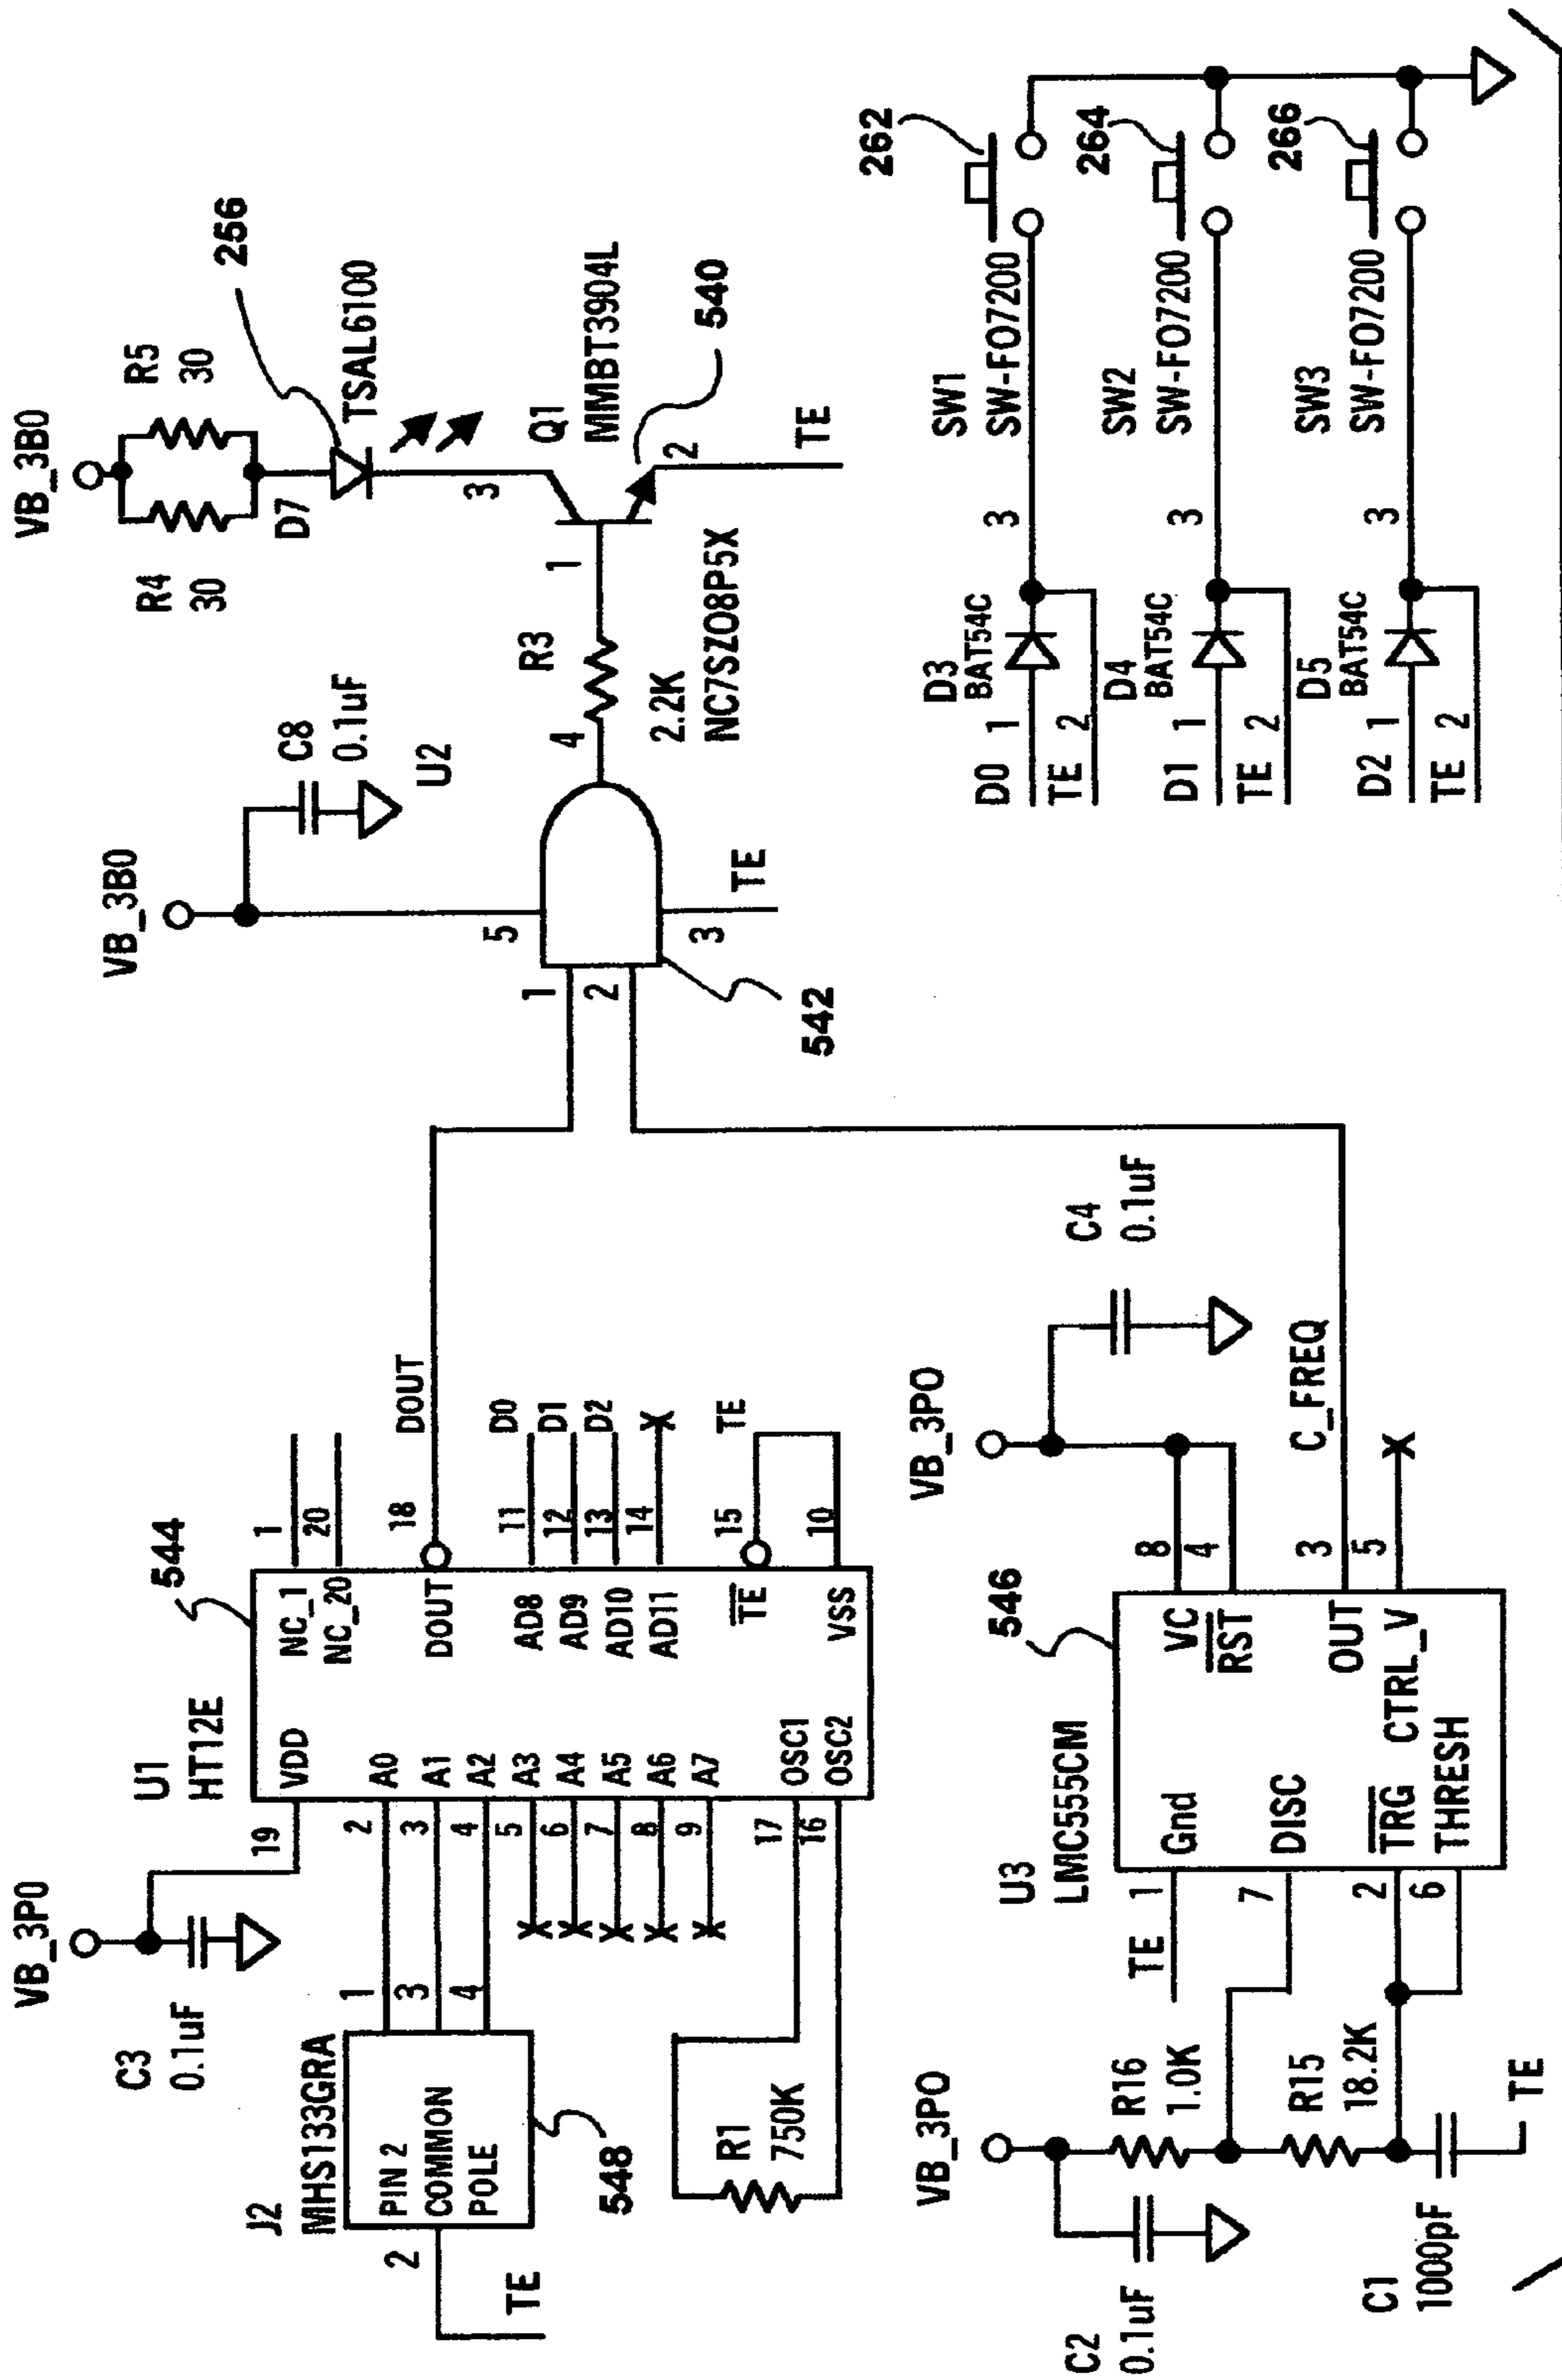 VB_3P0
C3
0.1uF
U1
HT12E
544
J2
MHS133GRA
PIN 2
COMMON
POLE
548
2
TE
1
3
4
19
2
3
4
5
6
7
8
9
17
16
VDD
A0
A1
A2
A3
A4
A5
A6
A7
OSC1
OSC2
NC_1
NC_20
DOUT
AD8
AD9
AD10
AD11
TE
VSS
1
20
18
11
12
13
14
15
10
DOUT
D0
D1
D2
TE
R1
750K
VB_3B0
C8
0.1uF
U2
5
1
2
3
TE
542
4
R3
2.2K
NC7SZ08P5X
VB_3B0
R4
30
R5
30
D7
256
TSAL6100
3
1
Q1
MMBT3904L
2
540
TE
VB_3PO
C2
0.1uF
R16
1.0K
R15
18.2K
C1
1000pF
TE
TE
1
7
2
6
U3
LMC555CM
546
Gnd
DISC
TRG
THRESH
VC
RST
OUT
CTRL_V
8
4
3
5
VB_3PO
C4
0.1uF
C_FREQ
D0
1
TE
2
D3
BAT54C
3
SW1
SW-FO7200
262
D1
1
TE
2
D4
BAT54C
3
SW2
SW-FO7200
264
D2
1
TE
2
D5
BAT54C
3
SW3
SW-FO7200
266